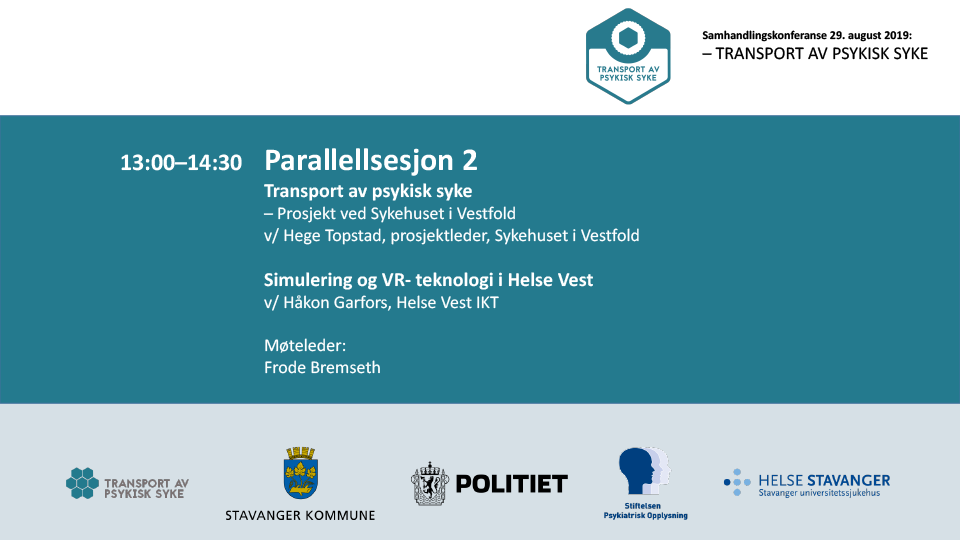 TRANSPORT AV
PSYKISK SYKE
Samhandlingskonferanse 29. august 2019:
– TRANSPORT AV PSYKISK SYKE
13:00–14:30 Parallellsesjon 2
Transport av psykisk syke
– Prosjekt ved Sykehuset i Vestfold
v/ Hege Topstad, prosjektleder, Sykehuset i Vestfold
Simulering og VR- teknologi i Helse Vest
v/ Håkon Garfors, Helse Vest IKT
Møteleder:
Frode Bremseth
TRANSPORT AV
PSYKISK SYKE
STAVANGER KOMMUNE
POLITIET
Stiftelsen
Psykiatrisk Opplysning
HELSE STAVANGER
Stavanger universitetssjukehus